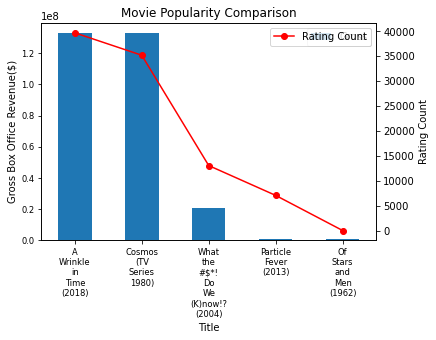 Movie Popularity Comparison
1e8
Rating Count
Gross Box Office Revenue($)
1.2
1.0
0.8
0.6
0.4
0.2
0.0
40000
35000
30000
25000
20000
15000
10000
5000
0
Rating Count
A
Wrinkle
in
Time
(2018)
Cosmos
(TV
Series
1980)
What
the
#$*!
Do
We
(K)now!?
(2004)
Particle
Fever
(2013)
Of
Stars
and
Men
(1962)
Title